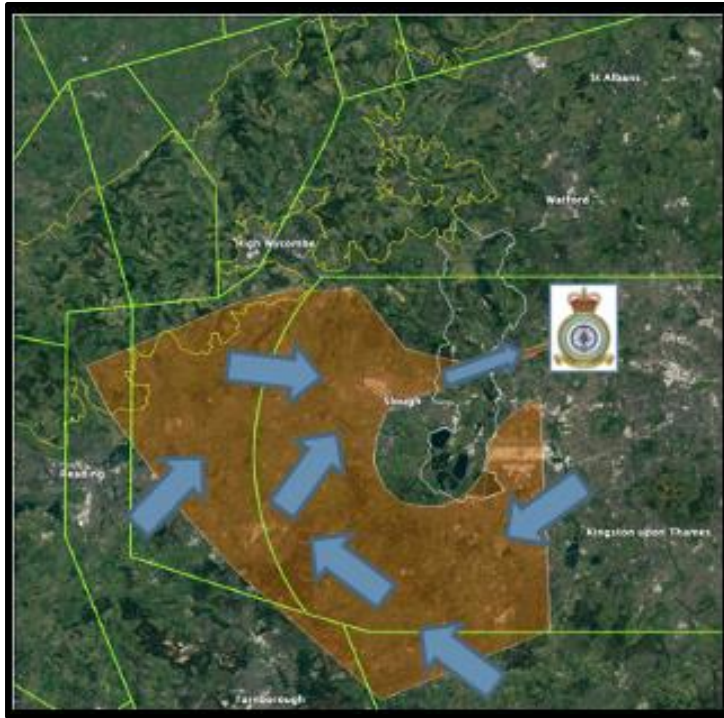 St Albans
Watford
High Wycombe
Slough
Reading
Kingston upon Thames
Farnborough